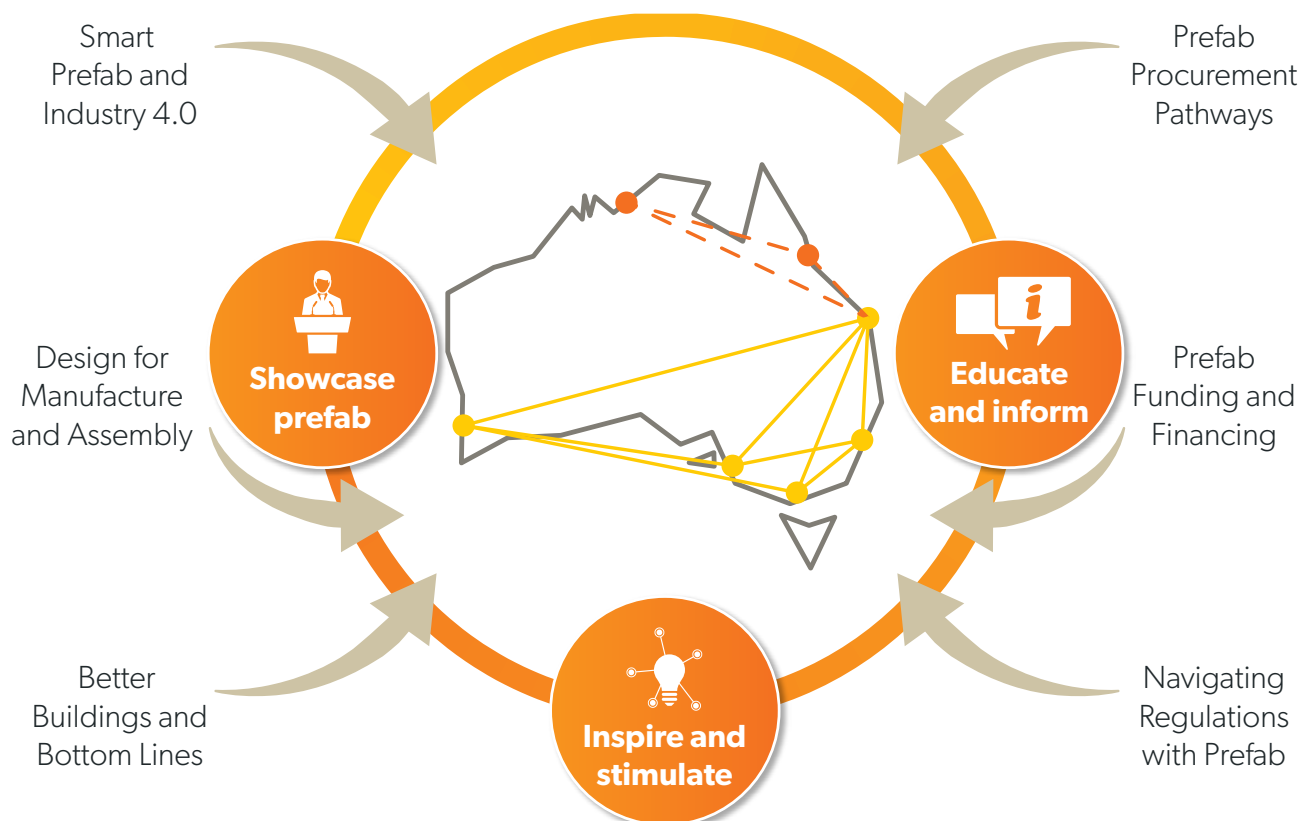 Smart
Prefab and
Industry 4.0
Prefab
Procurement
Pathways
Showcase
prefab
i
Educate
and inform
Design for
Manufacture
and Assembly
Prefab
Funding and
Financing
Better
Buildings and
Bottom Lines
Inspire and
stimulate
Navigating
Regulations
with Prefab